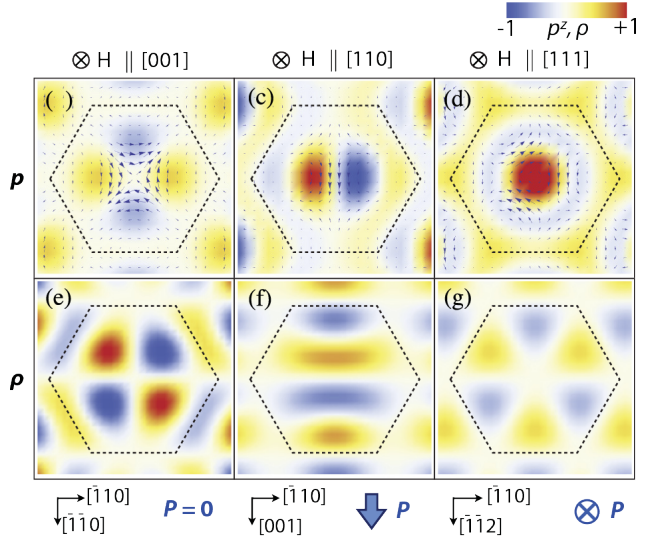 -1 pᶻ, ρ +1
⊗ H || [001] ⊗ H || [110] ⊗ H || [111]
( ) (c) (d)
p
(e) (f) (g)
ρ
[1̄10] P = 0 [1̄10] P [1̄10] P
[1̄1̄0] [001] [1̄1̄2]